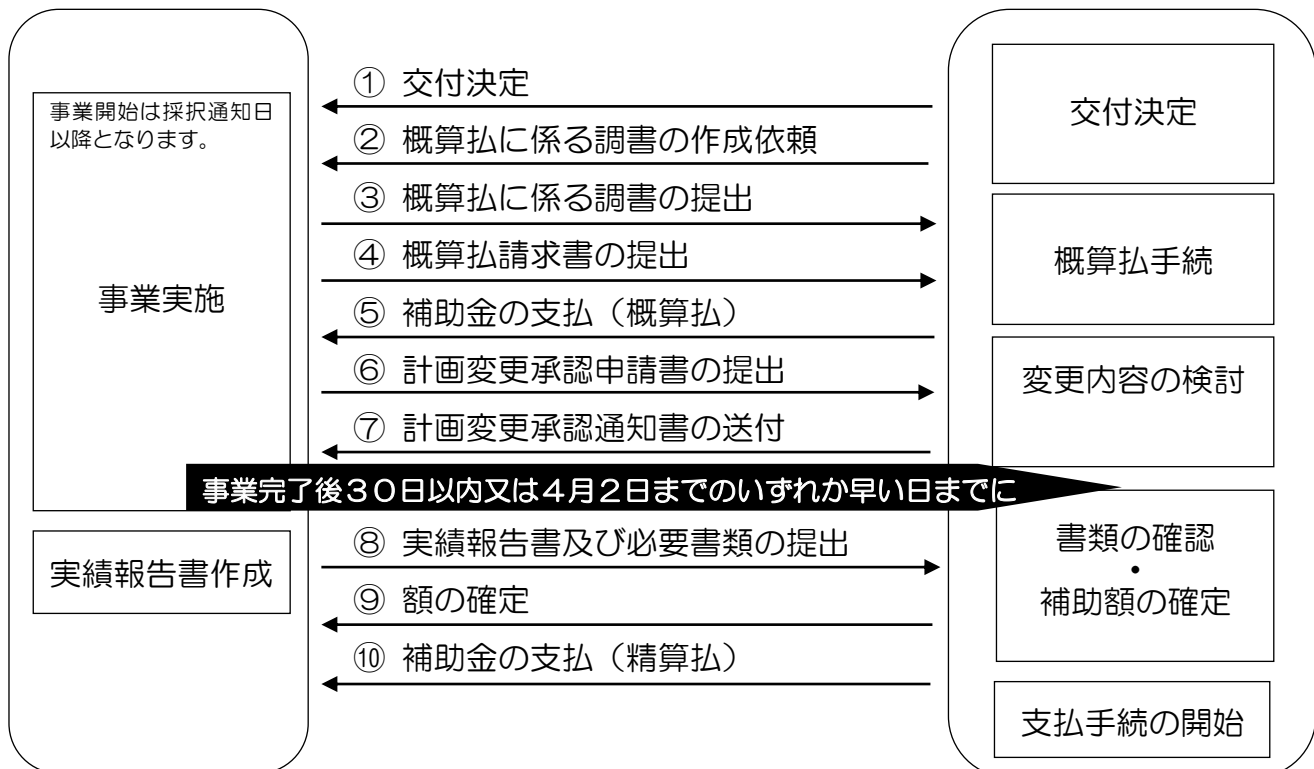 事業開始は採択通知日
以降となります。
事業実施
実績報告書作成
① 交付決定
② 概算払に係る調書の作成依頼
③ 概算払に係る調書の提出
④ 概算払請求書の提出
⑤ 補助金の支払（概算払）
⑥ 計画変更承認申請書の提出
⑦ 計画変更承認通知書の送付
事業完了後３０日以内又は４月２日までのいずれか早い日までに
⑧ 実績報告書及び必要書類の提出
⑨ 額の確定
⑩ 補助金の支払（精算払）
交付決定
概算払手続
変更内容の検討
書類の確認
・
補助額の確定
支払手続の開始